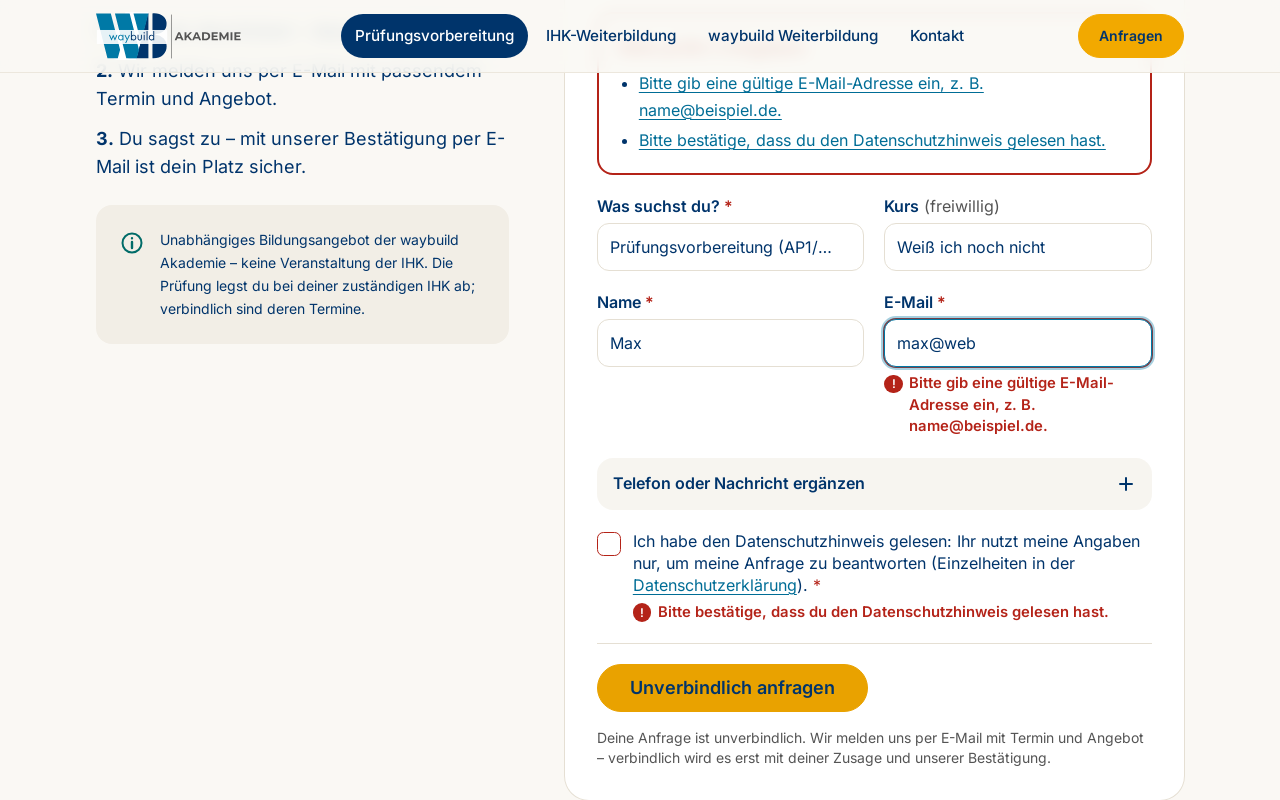 waybuild AKADEMIE
Prüfungsvorbereitung
IHK-Weiterbildung
waybuild Weiterbildung
Kontakt
Anfragen
2. Wir melden uns per E-Mail mit passendem
Termin und Angebot.
3. Du sagst zu – mit unserer Bestätigung per E-
Mail ist dein Platz sicher.
Unabhängiges Bildungsangebot der waybuild
Akademie – keine Veranstaltung der IHK. Die
Prüfung legst du bei deiner zuständigen IHK ab;
verbindlich sind deren Termine.
• Bitte gib eine gültige E-Mail-Adresse ein, z. B.
name@beispiel.de.
• Bitte bestätige, dass du den Datenschutzhinweis gelesen hast.
Was suchst du? *
Kurs (freiwillig)
Prüfungsvorbereitung (AP1/…
Weiß ich noch nicht
Name *
E-Mail *
Max
max@web
Bitte gib eine gültige E-Mail-
Adresse ein, z. B.
name@beispiel.de.
Telefon oder Nachricht ergänzen
Ich habe den Datenschutzhinweis gelesen: Ihr nutzt meine Angaben
nur, um meine Anfrage zu beantworten (Einzelheiten in der
Datenschutzerklärung). *
Bitte bestätige, dass du den Datenschutzhinweis gelesen hast.
Unverbindlich anfragen
Deine Anfrage ist unverbindlich. Wir melden uns per E-Mail mit Termin und Angebot
– verbindlich wird es erst mit deiner Zusage und unserer Bestätigung.